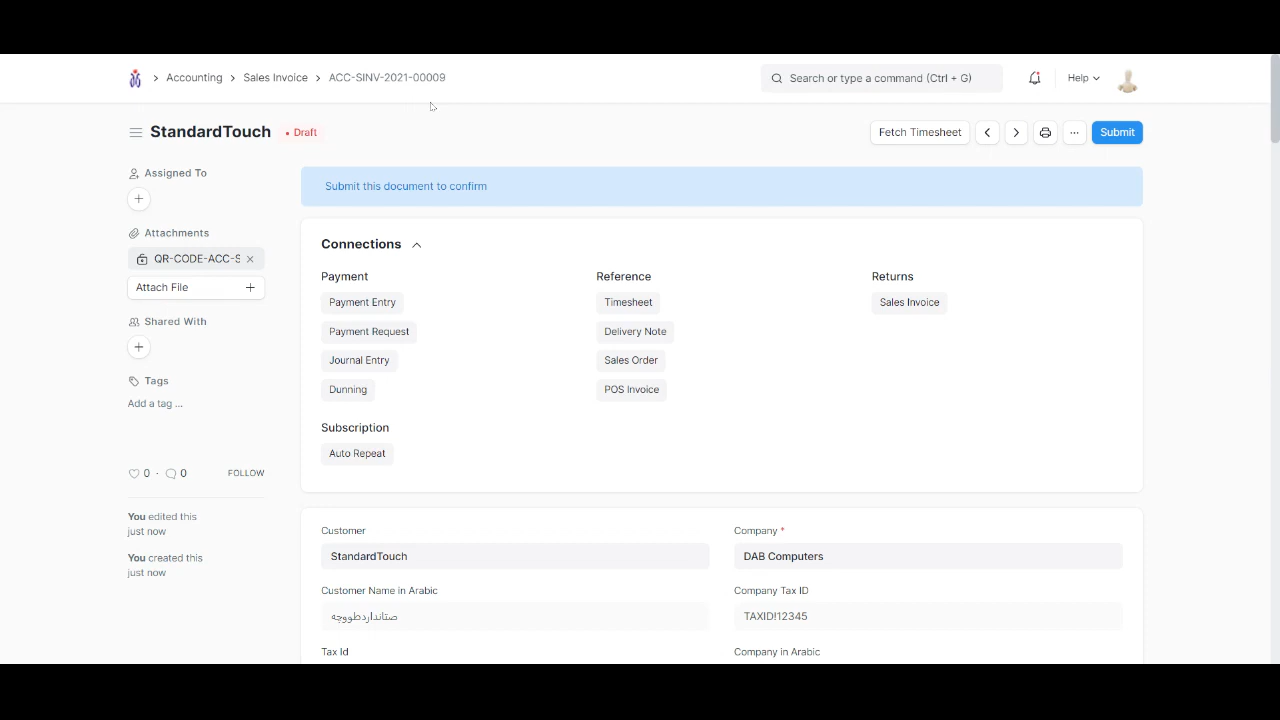 Accounting Sales Invoice ACC-SINV-2021-00009
Search or type a command (Ctrl + G)
Help
StandardTouch
Draft
Fetch Timesheet
Submit
Assigned To
Attachments
QR-CODE-ACC-S
Attach File
Shared With
Tags
Add a tag ...
0 · 0
FOLLOW
You edited this
just now
You created this
just now
Submit this document to confirm
Connections
Payment
Payment Entry
Payment Request
Journal Entry
Dunning
Reference
Timesheet
Delivery Note
Sales Order
POS Invoice
Returns
Sales Invoice
Subscription
Auto Repeat
Customer
StandardTouch
Company *
DAB Computers
Customer Name in Arabic
صتانداردطووچه
Company Tax ID
TAXID!12345
Tax Id
Company in Arabic